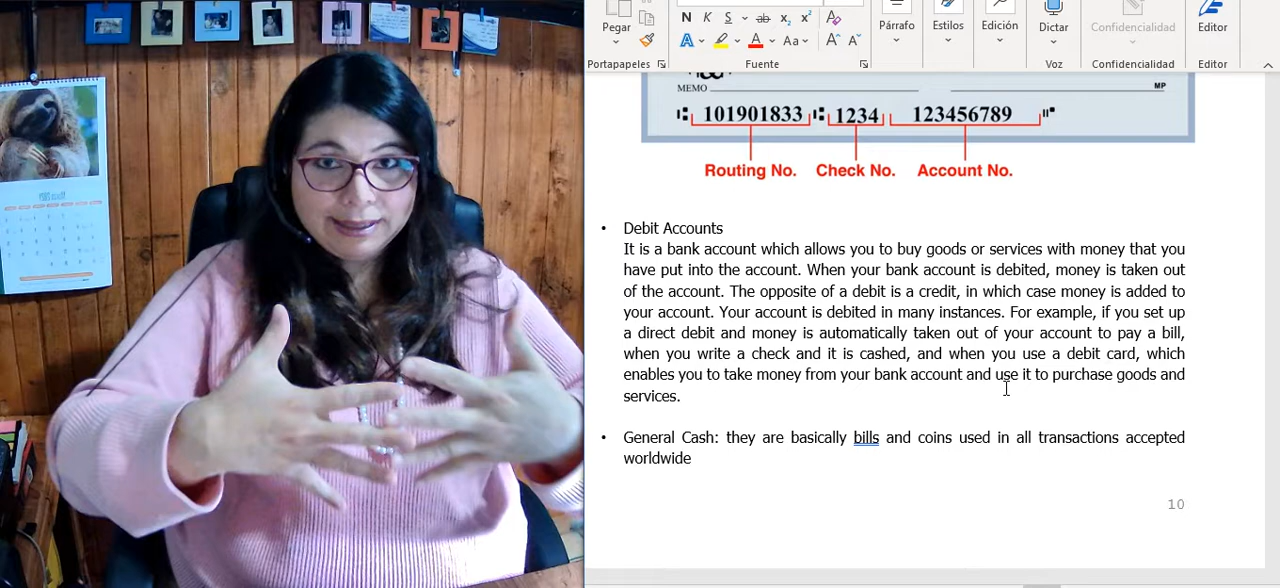 Pegar
N K S ab x₂ x²
A A Aa A A
Portapapeles
Fuente
Párrafo
Estilos
Edición
Dictar
Voz
Confidencialidad
Confidencialidad
Editor
Editor
MEMO
MP
101901833 1234 123456789
Routing No. Check No. Account No.
• Debit Accounts
It is a bank account which allows you to buy goods or services with money that you
have put into the account. When your bank account is debited, money is taken out
of the account. The opposite of a debit is a credit, in which case money is added to
your account. Your account is debited in many instances. For example, if you set up
a direct debit and money is automatically taken out of your account to pay a bill,
when you write a check and it is cashed, and when you use a debit card, which
enables you to take money from your bank account and use it to purchase goods and
services.
• General Cash: they are basically bills and coins used in all transactions accepted
worldwide
10